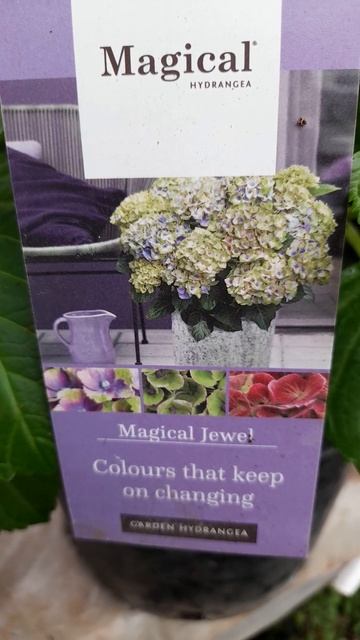 Magical®
HYDRANGEA
Magical Jewel
Colours that keep
on changing
GARDEN HYDRANGEA